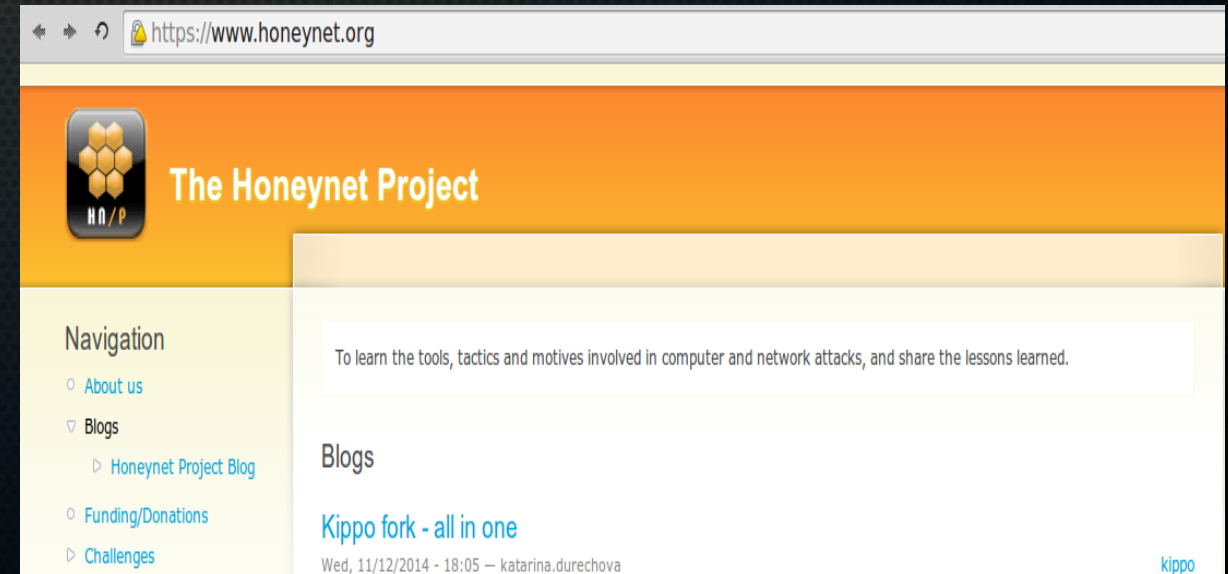 https://www.honeynet.org
HN/P
The Honeynet Project
Navigation
About us
Blogs
Honeynet Project Blog
Funding/Donations
Challenges
To learn the tools, tactics and motives involved in computer and network attacks, and share the lessons learned.
Blogs
Kippo fork - all in one
Wed, 11/12/2014 - 18:05 — katarina.durechova
kippo